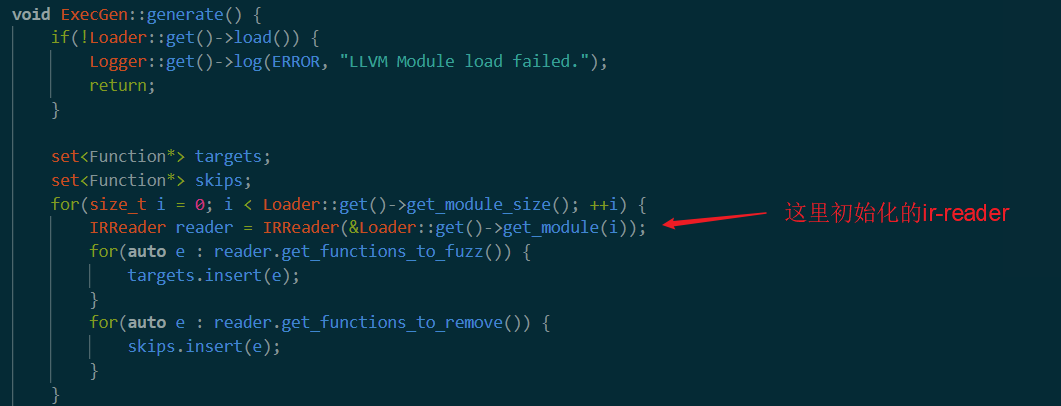 void ExecGen::generate() {
    if(!Loader::get()->load()) {
        Logger::get()->log(ERROR, "LLVM Module load failed.");
        return;
    }

    set<Function*> targets;
    set<Function*> skips;
    for(size_t i = 0; i < Loader::get()->get_module_size(); ++i) {
        IRReader reader = IRReader(&Loader::get()->get_module(i)); 这里初始化的ir-reader
        for(auto e : reader.get_functions_to_fuzz()) {
            targets.insert(e);
        }
        for(auto e : reader.get_functions_to_remove()) {
            skips.insert(e);
        }
    }